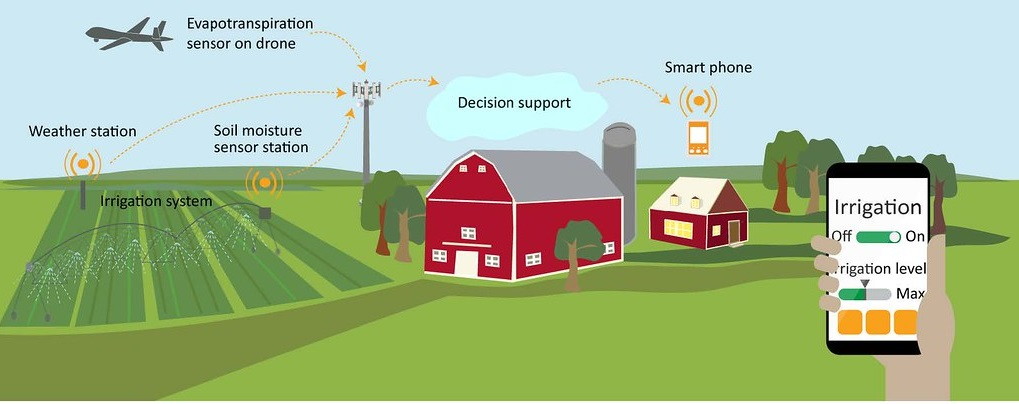 Evapotranspiration
sensor on drone
Smart phone
Decision support
Weather station
Soil moisture
sensor station
Irrigation system
Irrigation
Off On
rrigation level
Max